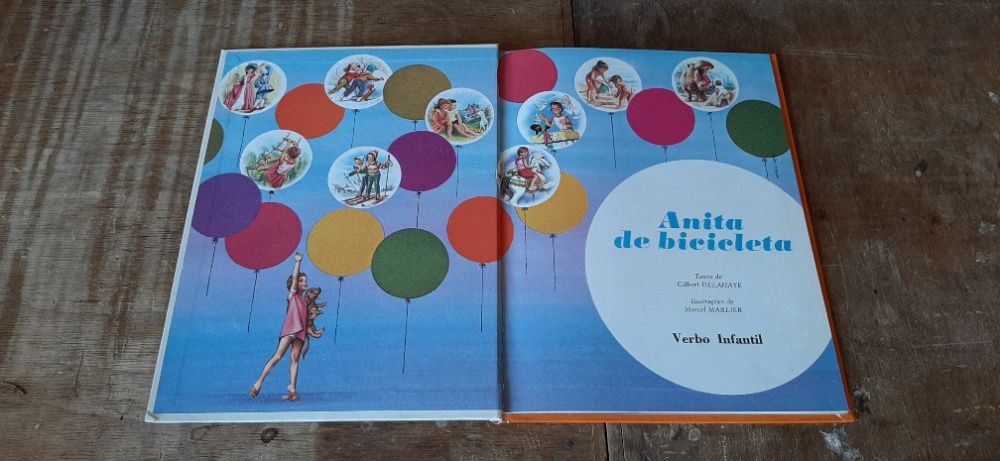 Anita
de bicicleta
Texto de
Gilbert DELAHAYE
Ilustrações de
Marcel MARLIER
Verbo Infantil